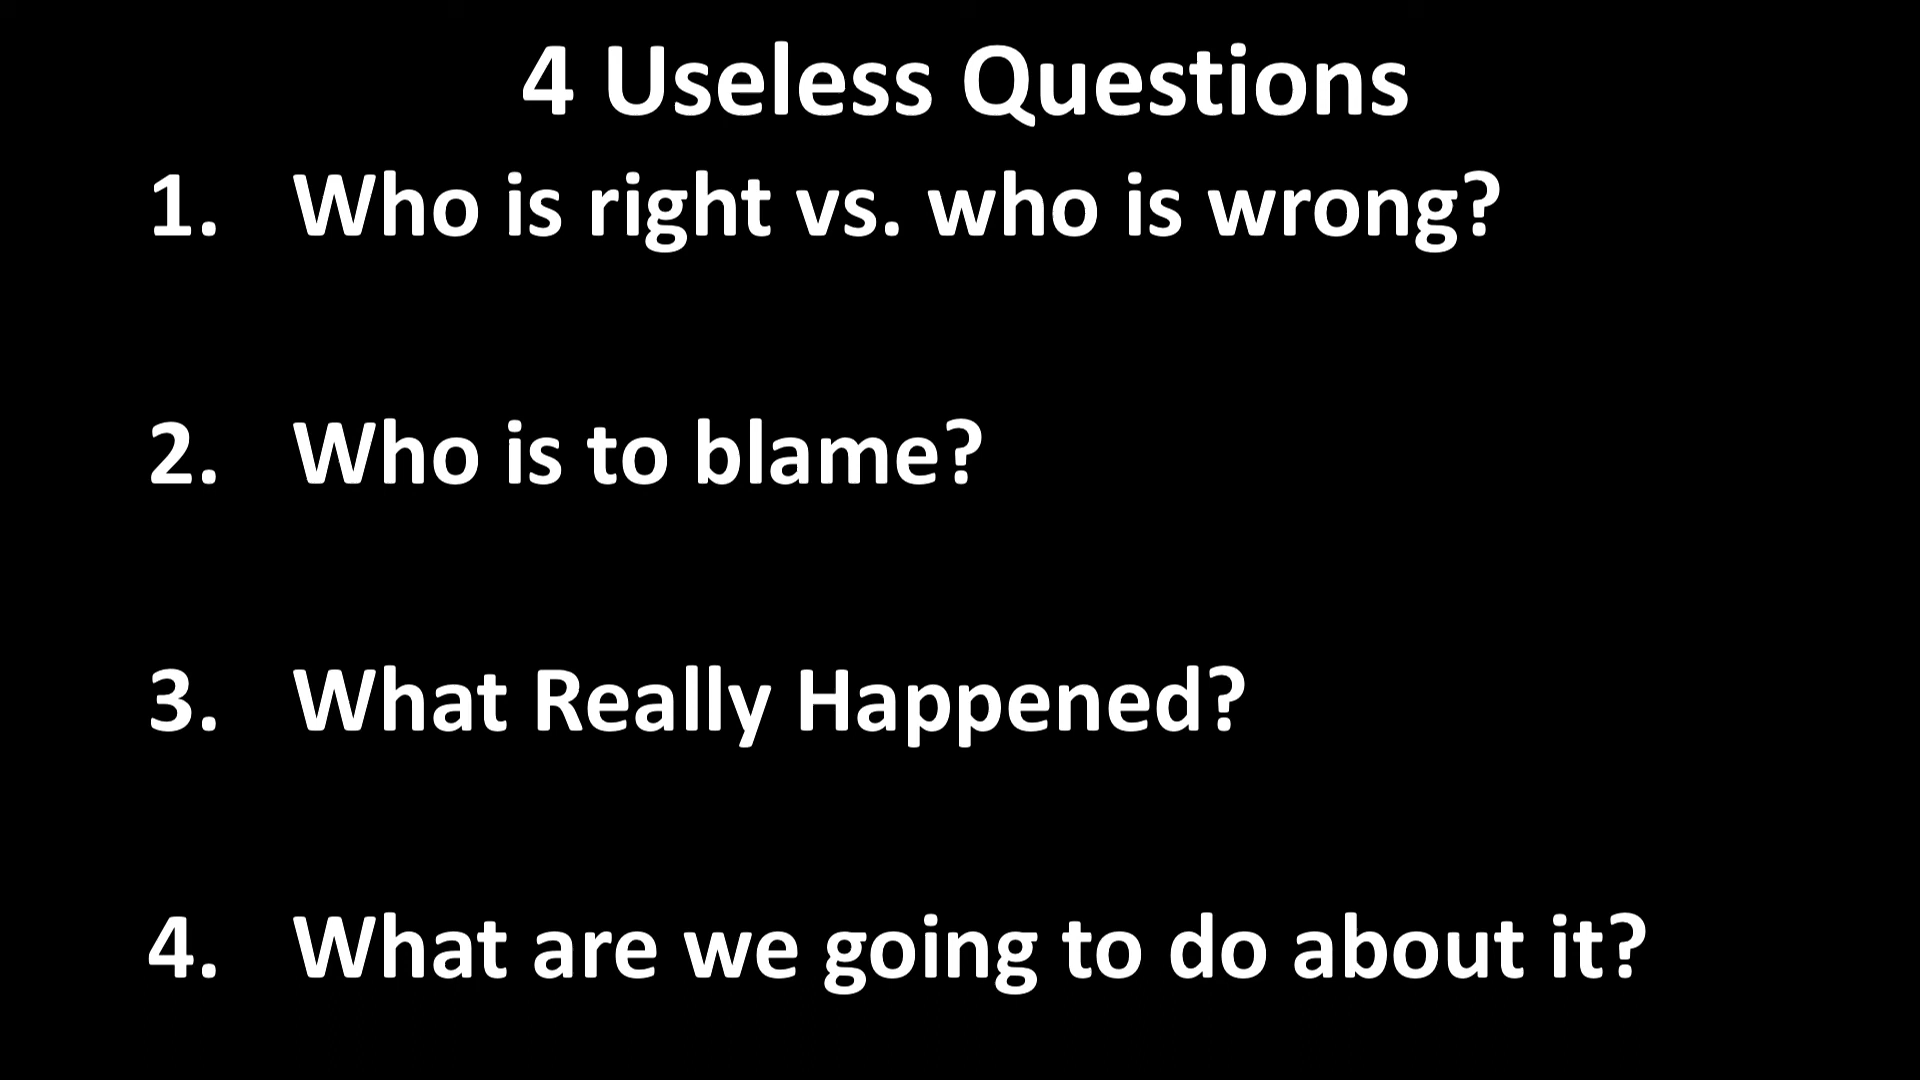 4 Useless Questions
1. Who is right vs. who is wrong?
2. Who is to blame?
3. What Really Happened?
4. What are we going to do about it?